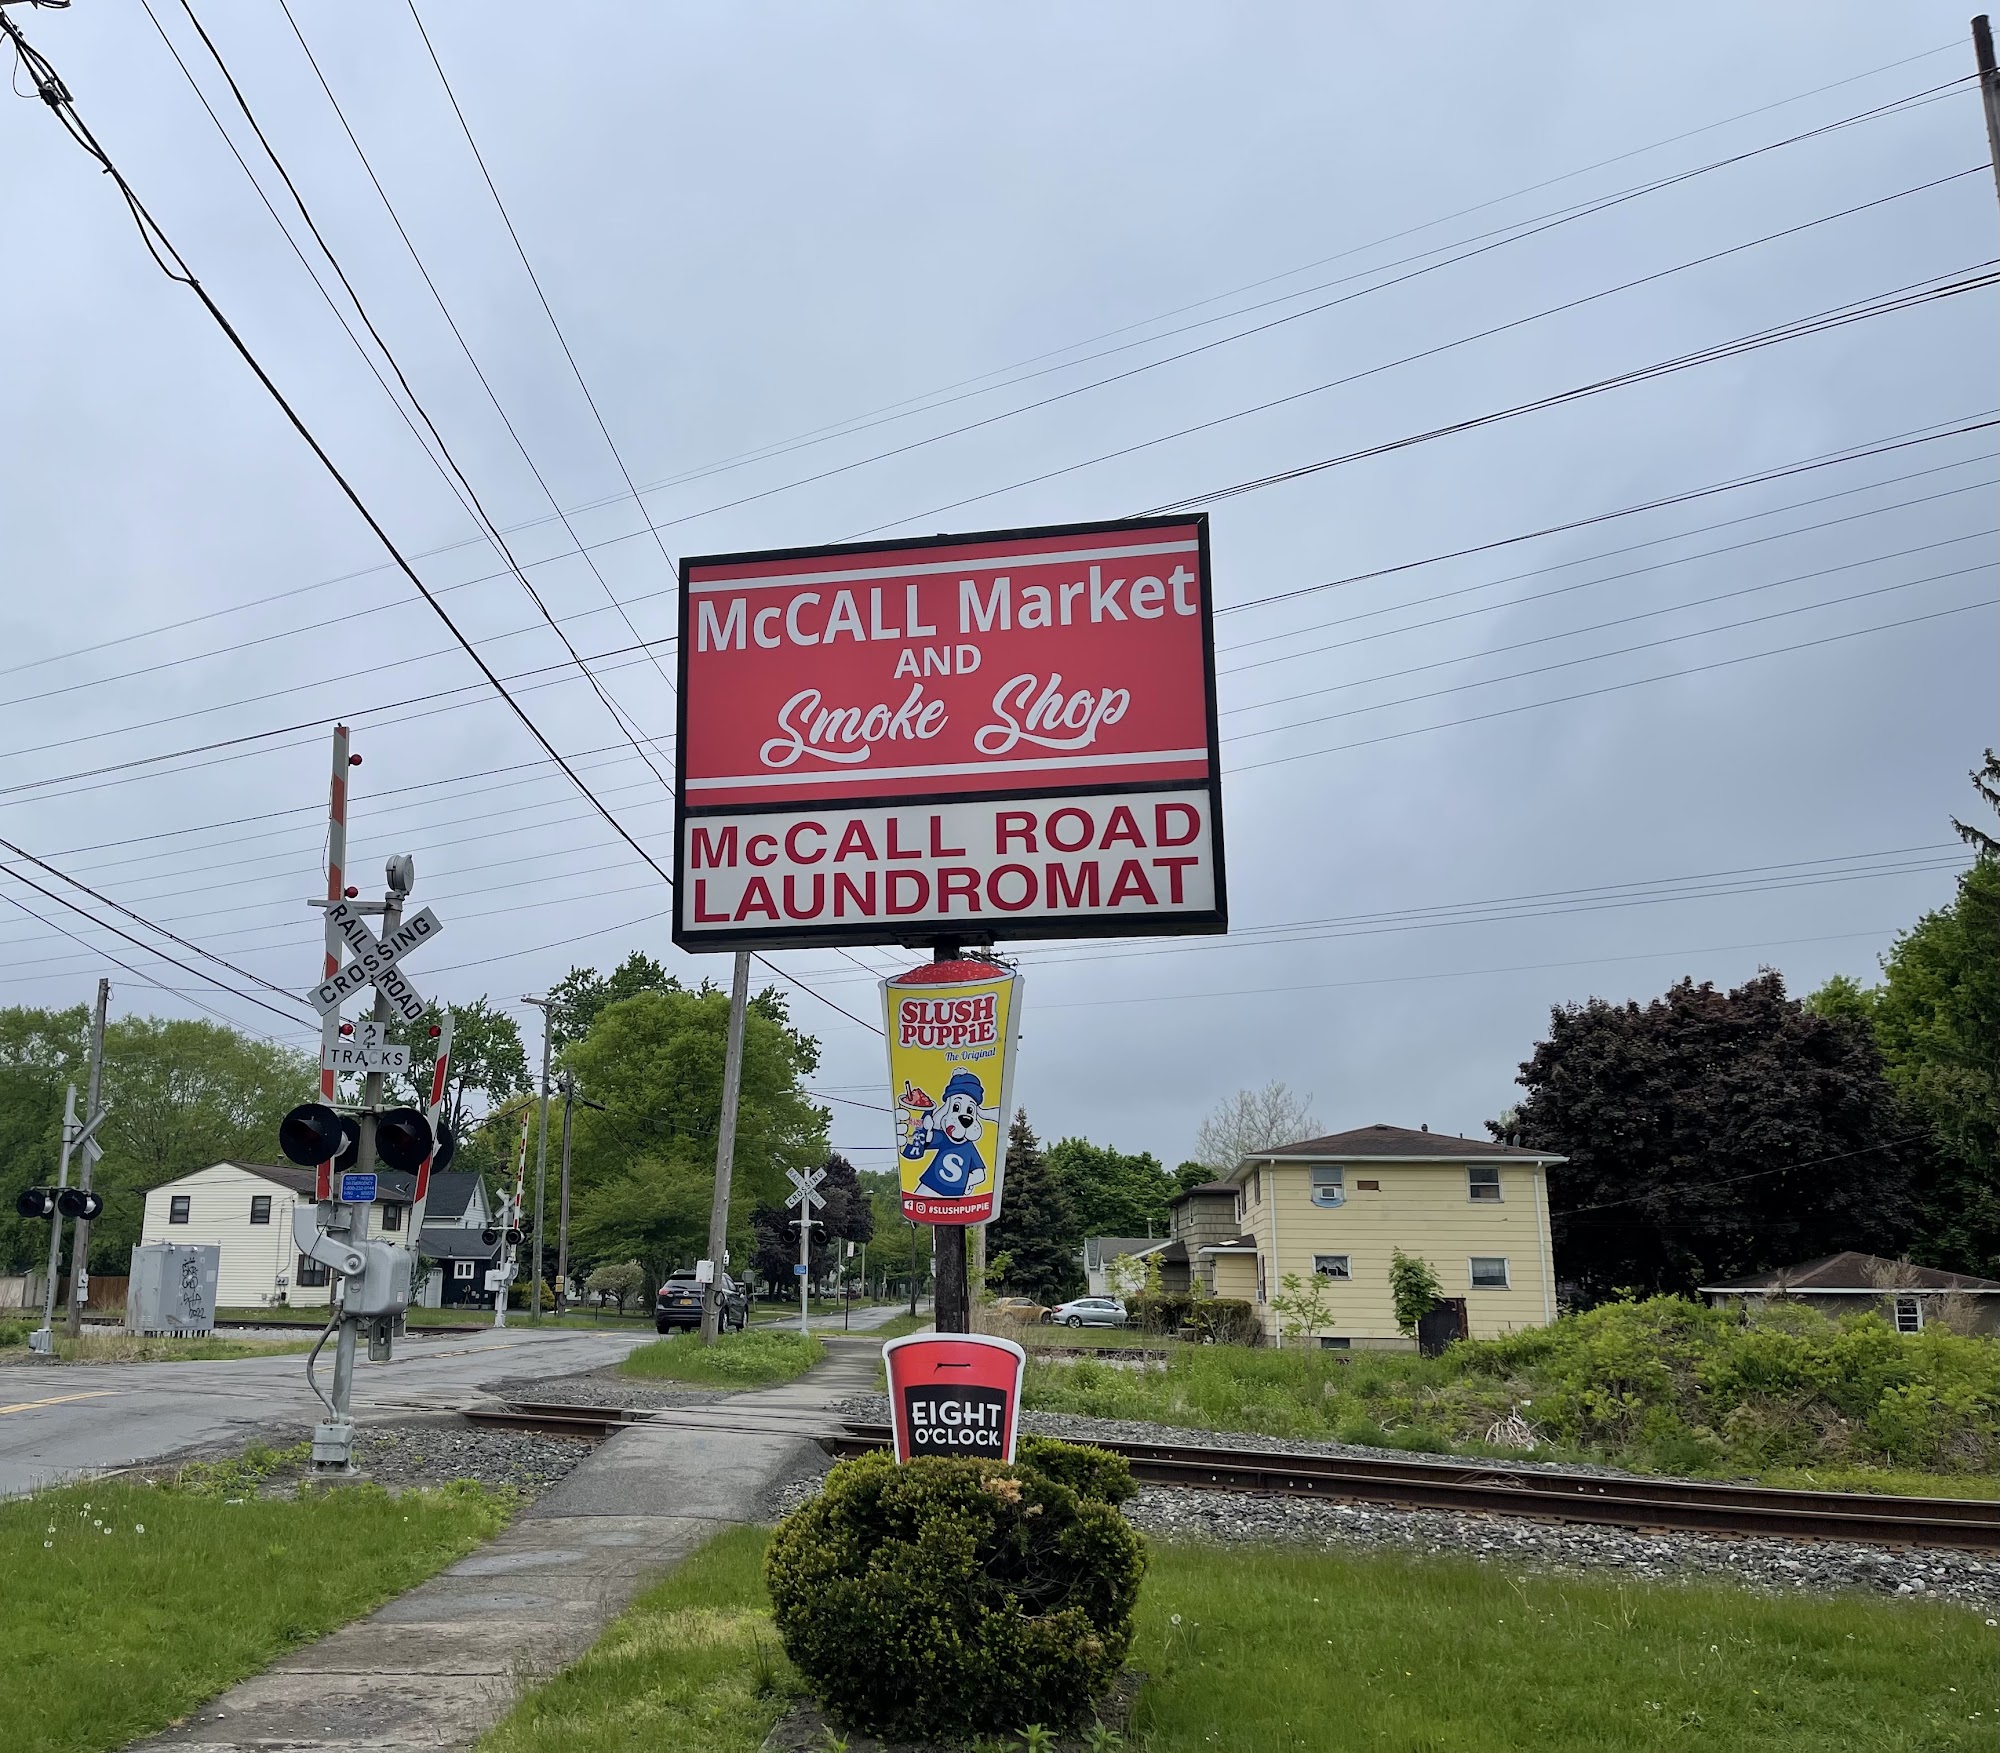 McCALL Market
AND
Smoke Shop
McCALL ROAD
LAUNDROMAT
SLUSH
PUPPiE
The Original
S
#SLUSHPUPPiE
EIGHT
O'CLOCK.
RAIL ROAD
CROSSING
2
TRACKS